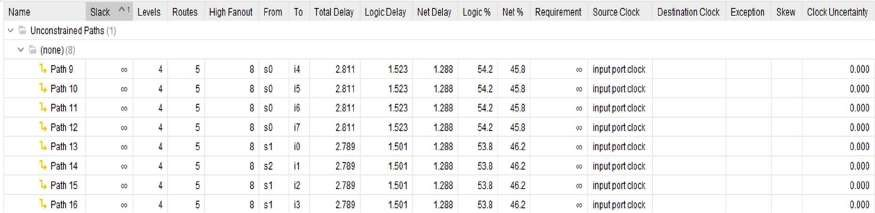 Name Slack ^1 Levels Routes High Fanout From To Total Delay Logic Delay Net Delay Logic % Net % Requirement Source Clock Destination Clock Exception Skew Clock Uncertainty
Unconstrained Paths (1)
(none) (8)
Path 9 ∞ 4 5 8 s0 i4 2.811 1.523 1.288 54.2 45.8 ∞ input port clock 0.000
Path 10 ∞ 4 5 8 s0 i5 2.811 1.523 1.288 54.2 45.8 ∞ input port clock 0.000
Path 11 ∞ 4 5 8 s0 i6 2.811 1.523 1.288 54.2 45.8 ∞ input port clock 0.000
Path 12 ∞ 4 5 8 s0 i7 2.811 1.523 1.288 54.2 45.8 ∞ input port clock 0.000
Path 13 ∞ 4 5 8 s1 i0 2.789 1.501 1.288 53.8 46.2 ∞ input port clock 0.000
Path 14 ∞ 4 5 8 s2 i1 2.789 1.501 1.288 53.8 46.2 ∞ input port clock 0.000
Path 15 ∞ 4 5 8 s1 i2 2.789 1.501 1.288 53.8 46.2 ∞ input port clock 0.000
Path 16 ∞ 4 5 8 s1 i3 2.789 1.501 1.288 53.8 46.2 ∞ input port clock 0.000